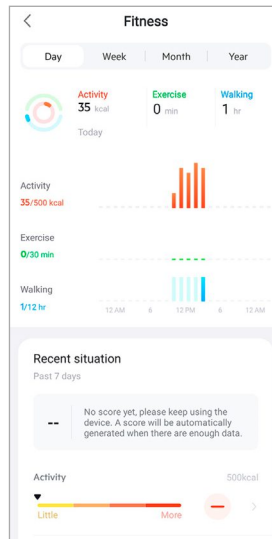 Fitness
Day Week Month Year
Activity Exercise Walking
35 kcal 0 min 1 hr
Today
Activity
35/500 kcal
Exercise
0/30 min
Walking
1/12 hr
12 AM 6 12 PM 6 12 AM
Recent situation
Past 7 days
-- No score yet, please keep using the
device. A score will be automatically
generated when there are enough data.
Activity 500kcal
Little More